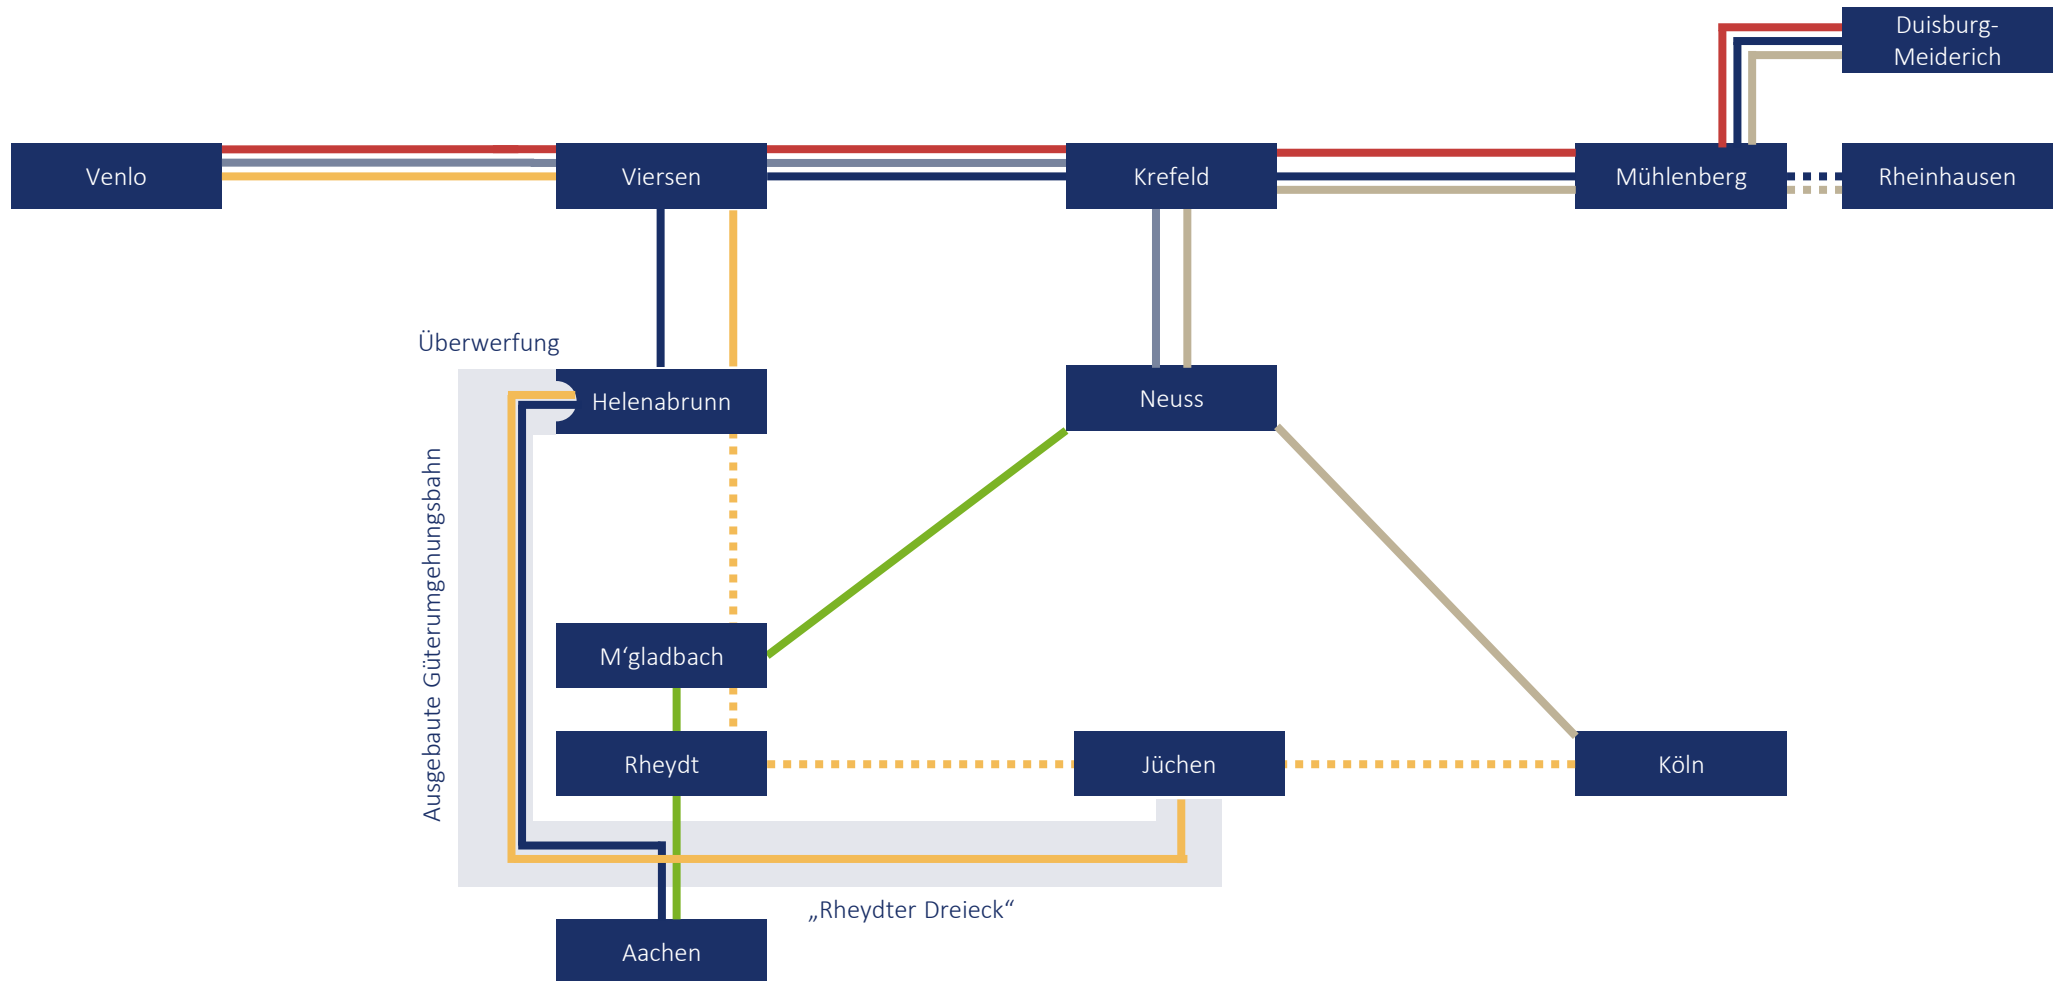 Duisburg-
Meiderich
Venlo
Viersen
Krefeld
Mühlenberg
Rheinhausen
Überwerfung
Helenabrunn
Neuss
Ausgebaute Güterumgehungsbahn
M‘gladbach
Rheydt
Jüchen
Köln
„Rheydter Dreieck“
Aachen